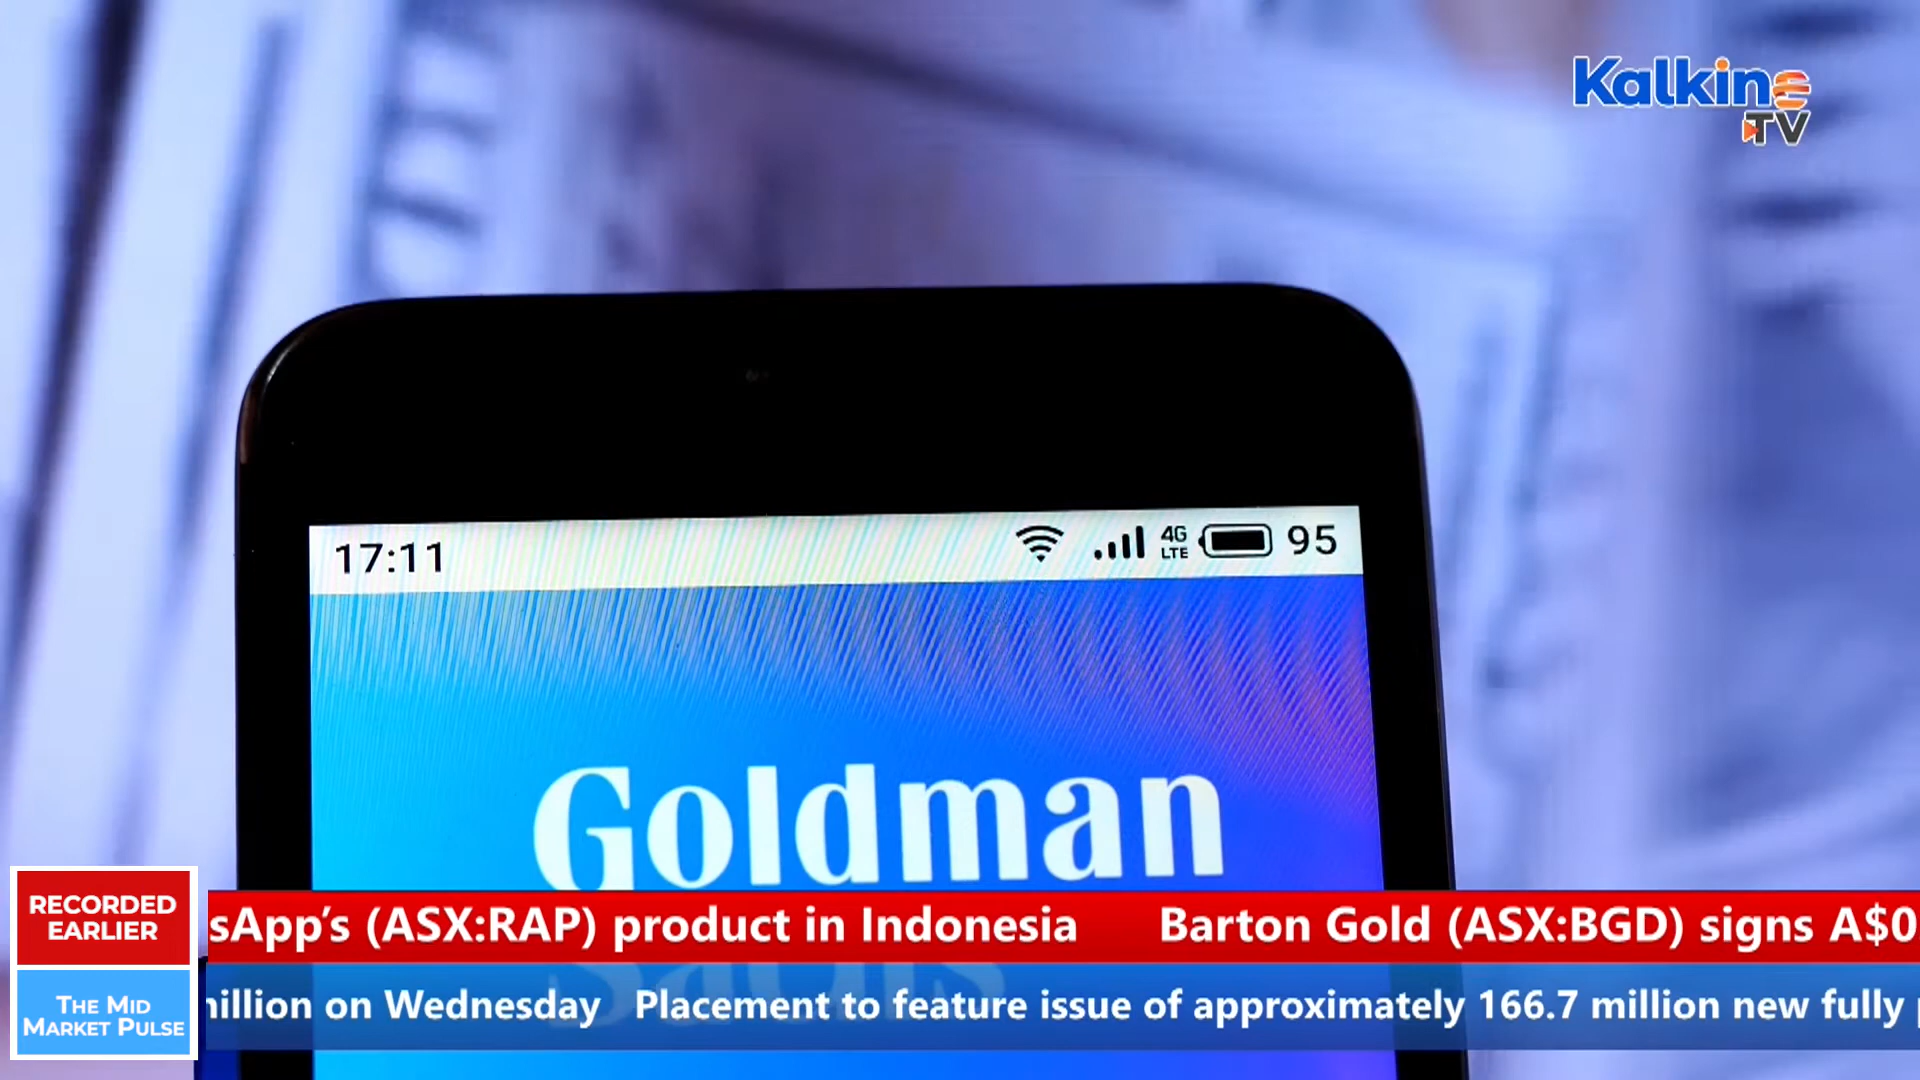 Kalkine
TV
17:11
4G
LTE
95
Goldman
Sachs
RECORDED
EARLIER
sApp's (ASX:RAP) product in Indonesia Barton Gold (ASX:BGD) signs A$0
THE MID
MARKET PULSE
million on Wednesday Placement to feature issue of approximately 166.7 million new fully